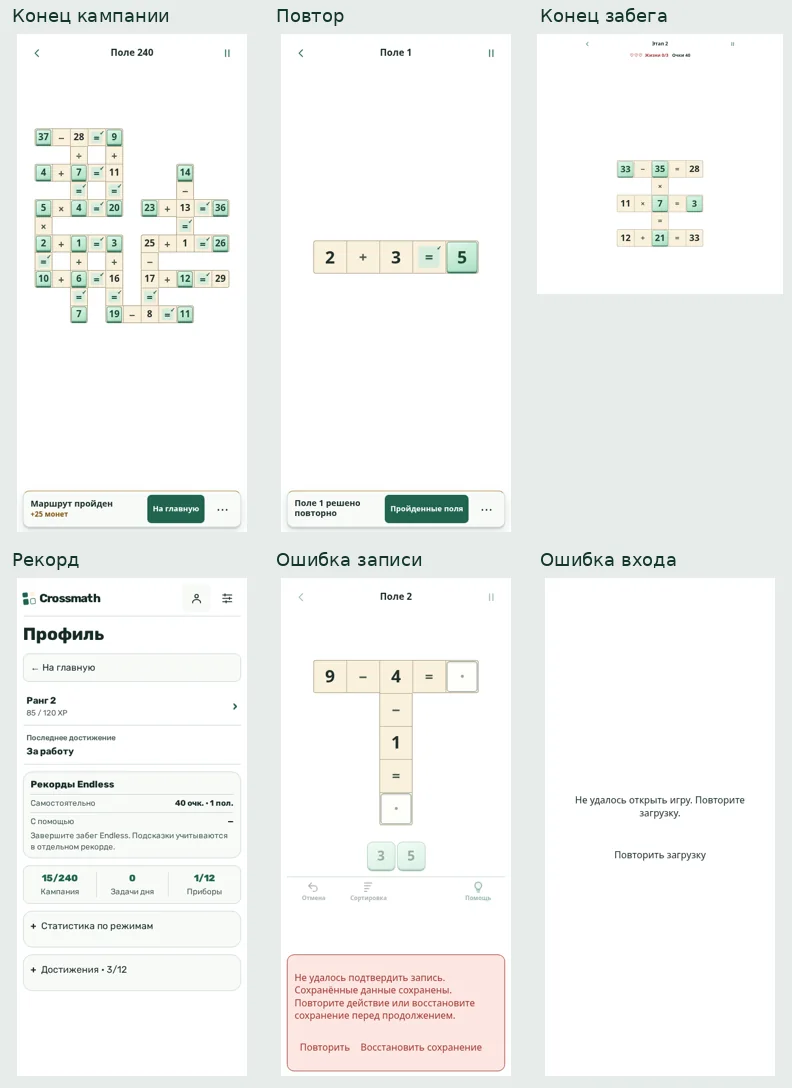 Конец кампании
Повтор
Конец забега
Поле 240
37 − 28 = 9
÷ +
4 + 7 = 11 14
= = −
5 × 4 = 20 23 + 13 = 36
× =
2 + 1 = 3 25 + 1 = 26
= + + −
10 + 6 = 16 17 + 12 = 29
= = =
7 19 − 8 = 11
Маршрут пройден
+25 монет
На главную
...
Поле 1
2 + 3 = 5
Поле 1 решено
повторно
Пройденные поля
...
Этап 2
♡♡♡ Жизни 0/3 Очки 40
33 − 35 = 28
×
11 × 7 = 3
=
12 + 21 = 33
Рекорд
Ошибка записи
Ошибка входа
Crossmath
Профиль
← На главную
Ранг 2
85 / 120 XP
Последнее достижение
За работу
Рекорды Endless
Самостоятельно 40 очк. • 1 пол.
С помощью –
Завершите забег Endless. Подсказки учитываются
в отдельном рекорде.
15/240 0 1/12
Кампания Задачи дня Приборы
+ Статистика по режимам
+ Достижения • 3/12
Поле 2
9 − 4 = •
−
1
=
•
3 5
Отмена Сортировка Помощь
Не удалось подтвердить запись.
Сохранённые данные сохранены.
Повторите действие или восстановите
сохранение перед продолжением.
Повторить Восстановить сохранение
Не удалось открыть игру. Повторите
загрузку.
Повторить загрузку